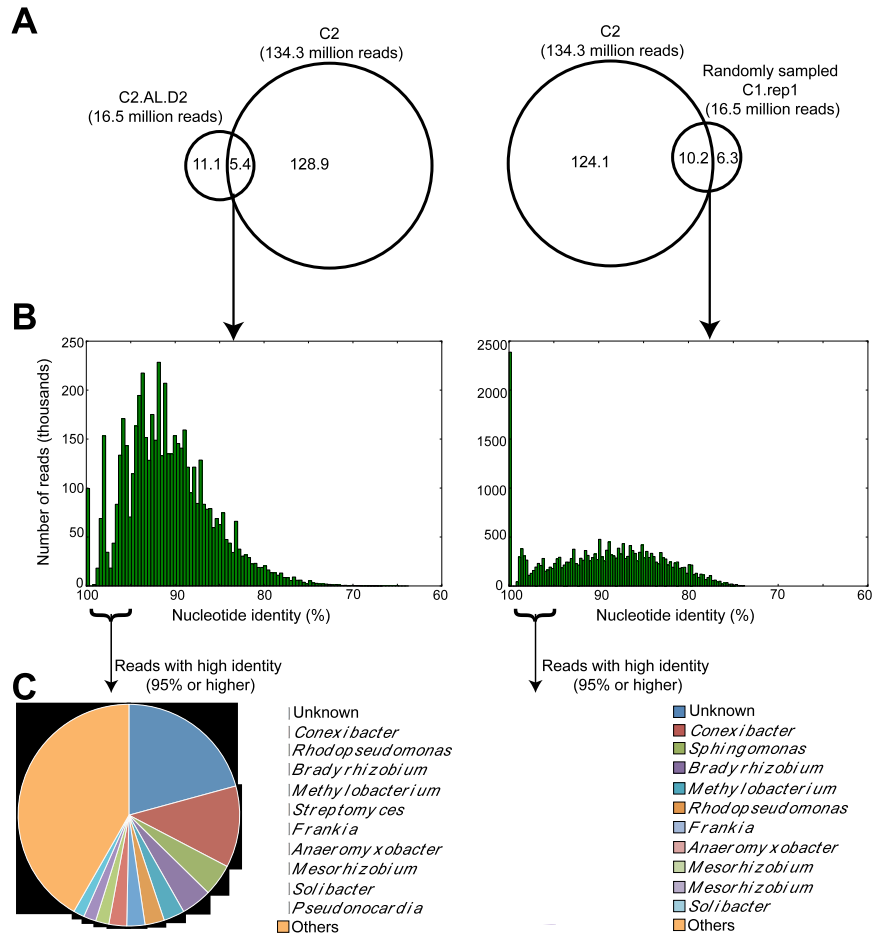 A
C2
(134.3 million reads)
C2.AL.D2
(16.5 million reads)
11.1
5.4
128.9
C2
(134.3 million reads)
Randomly sampled
C1.rep1
(16.5 million reads)
124.1
10.2
6.3
B
Number of reads (thousands)
250
200
150
100
50
0
100
90
80
70
60
Nucleotide identity (%)
2500
2000
1500
1000
500
0
100
90
80
70
60
Nucleotide identity (%)
Reads with high identity
(95% or higher)
Reads with high identity
(95% or higher)
C
Unknown
Conexibacter
Rhodopseudomonas
Bradyrhizobium
Methylobacterium
Streptomyces
Frankia
Anaeromyxobacter
Mesorhizobium
Solibacter
Pseudonocardia
Others
Unknown
Conexibacter
Sphingomonas
Bradyrhizobium
Methylobacterium
Rhodopseudomonas
Frankia
Anaeromyxobacter
Mesorhizobium
Mesorhizobium
Solibacter
Others